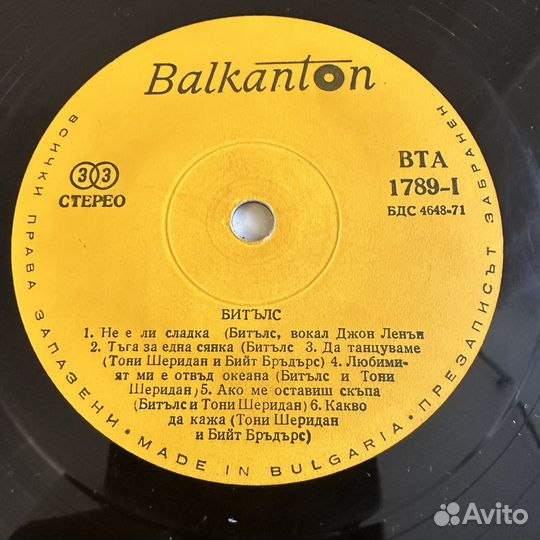 Balkanton
33
СТЕРЕО
ВТА
1789-I
БДС 4648-71
БИТЪЛС
1. Не е ли сладка (Битълс, вокал Джон Ленън
2. Тъга за една сянка (Битълс 3. Да танцуваме
(Тони Шеридан и Бийт Брѫдърс) 4. Любими-
ят ми е отвъд океана (Битълс и Тони
Шеридан) 5. Ако ме оставиш скъпа
(Битълс и Тони Шеридан) 6. Какво
да кажа (Тони Шеридан
и Бийт Бръдърс)
ВСИЧКИ ПРАВА ЗАПАЗЕНИ • MADE IN BULGARIA • ПРЕЗАПИСЪТ ЗАБРАНЕН
Avito